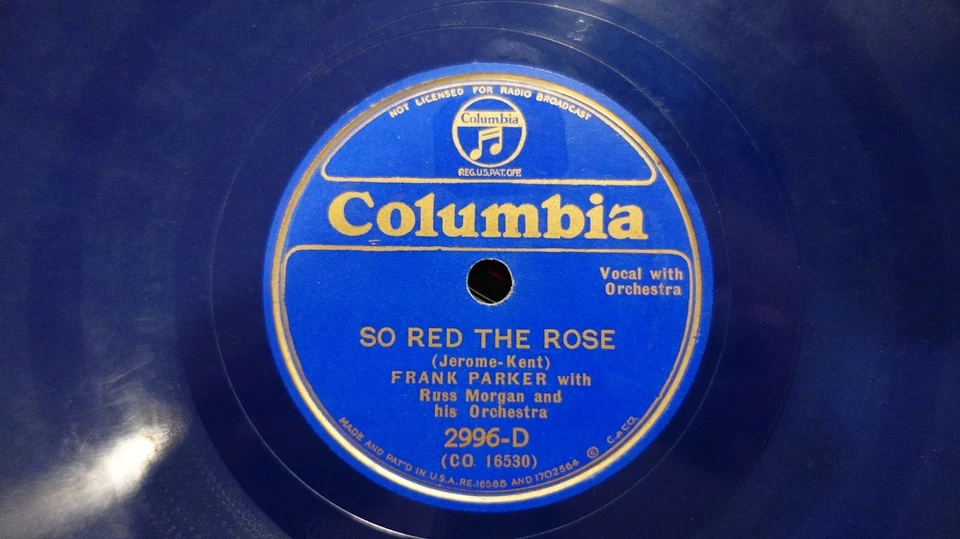 NOT LICENSED FOR RADIO BROADCAST
Columbia
REG.U.S.PAT.OFF.
Columbia
Vocal with
Orchestra
SO RED THE ROSE
(Jerome-Kent)
FRANK PARKER with
Russ Morgan and
his Orchestra
2996-D
(CO. 16530)
MADE AND PAT'D IN U.S.A. RE.16588 AND 1702564 © C.P.CO.